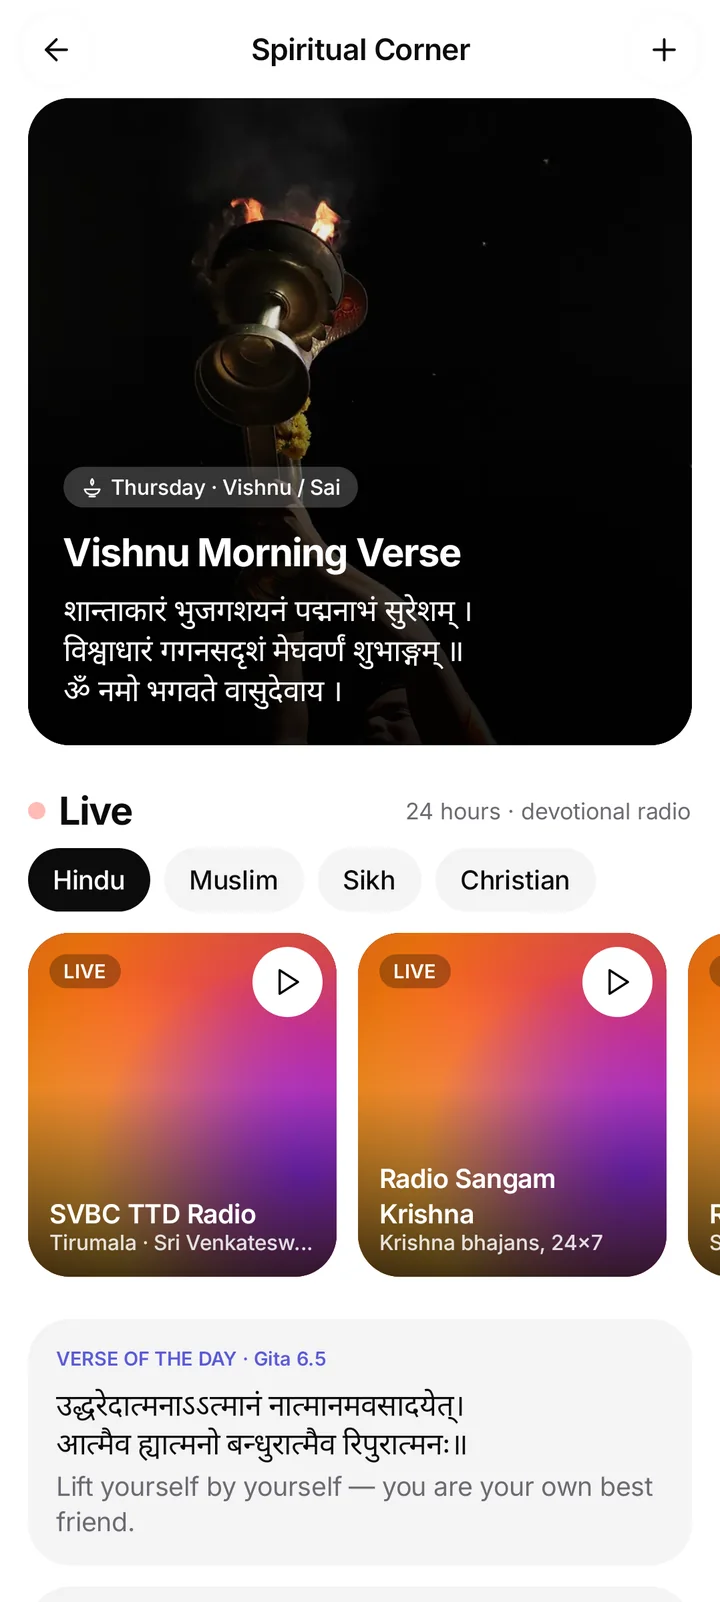 Spiritual Corner
Thursday · Vishnu / Sai
Vishnu Morning Verse
शान्ताकारं भुजगशयनं पद्मनाभं सुरेशम् ।
विश्वाधारं गगनसदृशं मेघवर्णं शुभाङ्गम् ॥
ॐ नमो भगवते वासुदेवाय ।
Live
24 hours · devotional radio
Hindu
Muslim
Sikh
Christian
LIVE
SVBC TTD Radio
Tirumala · Sri Venkatesw...
LIVE
Radio Sangam
Krishna
Krishna bhajans, 24×7
VERSE OF THE DAY · Gita 6.5
उद्धरेदात्मनाऽऽत्मानं नात्मानमवसादयेत्।
आत्मैव ह्यात्मनो बन्धुरात्मैव रिपुरात्मनः॥
Lift yourself by yourself — you are your own best
friend.